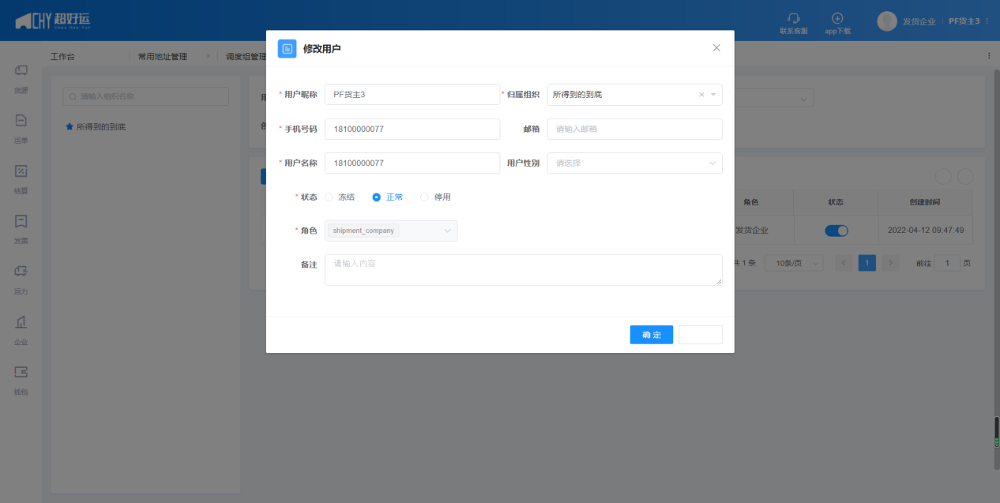 CHY 超好运
Chao Hao Yun
联系客服
app下载
发货企业
PF货主3
工作台
常用地址管理
调度组管理
货源
运单
结算
发票
运力
企业
钱包
请输入组织名称
所得到的到底
修改用户
* 用户昵称 PF货主3
* 归属组织 所得到的到底
* 手机号码 18100000077
邮箱 请输入邮箱
* 用户名称 18100000077
用户性别 请选择
* 状态 冻结 正常 停用
* 角色 shipment_company
备注 请输入内容
确 定
角色 状态 创建时间
发货企业 2022-04-12 09:47:49
共 1 条 10条/页 1 前往 1 页